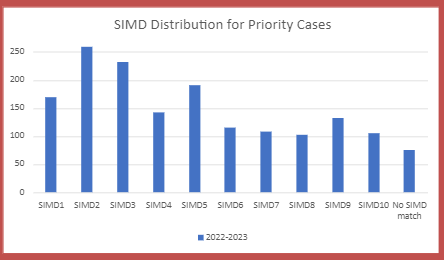 SIMD Distribution for Priority Cases
250
200
150
100
50
0
SIMD1 SIMD2 SIMD3 SIMD4 SIMD5 SIMD6 SIMD7 SIMD8 SIMD9 SIMD10 No SIMD
match
2022-2023